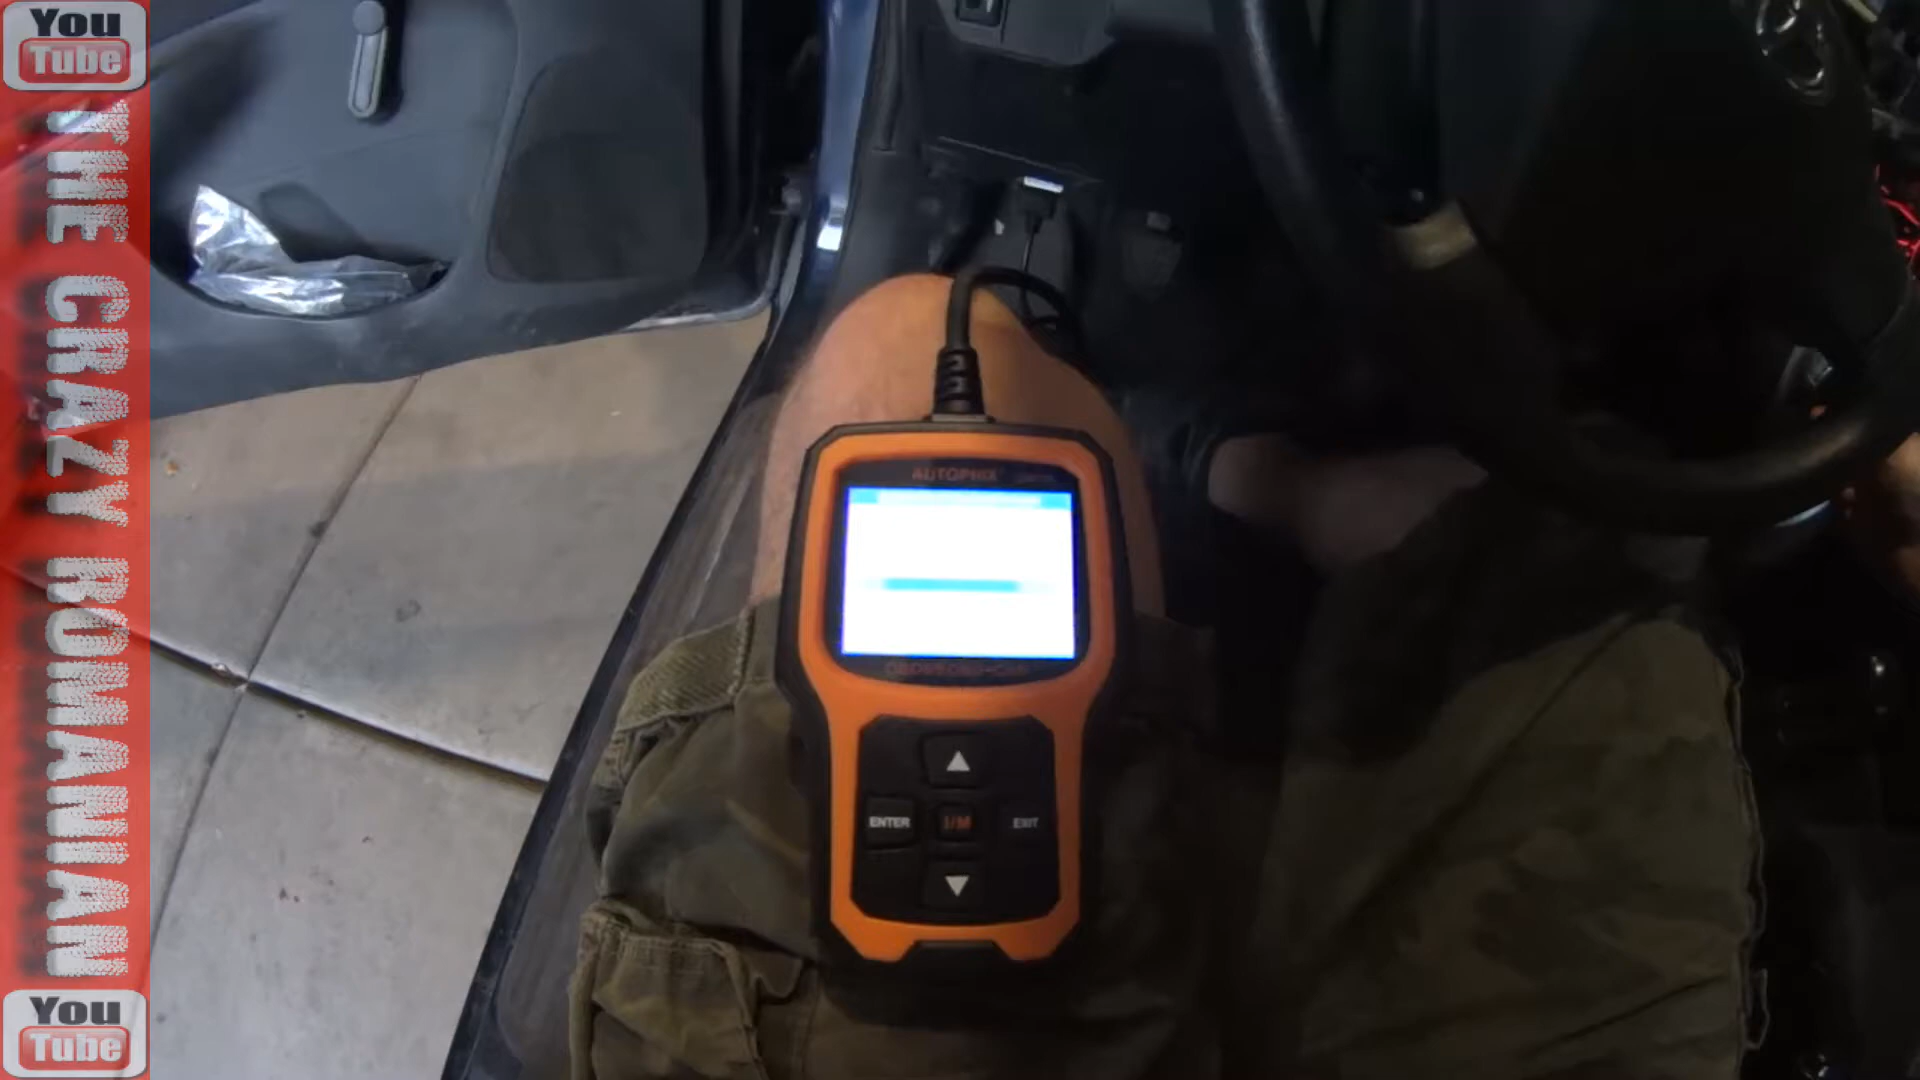 You
Tube
THE CRAZY ROMANIAN
You
Tube
AUTOPHIX
ENTER
I/M
EXIT